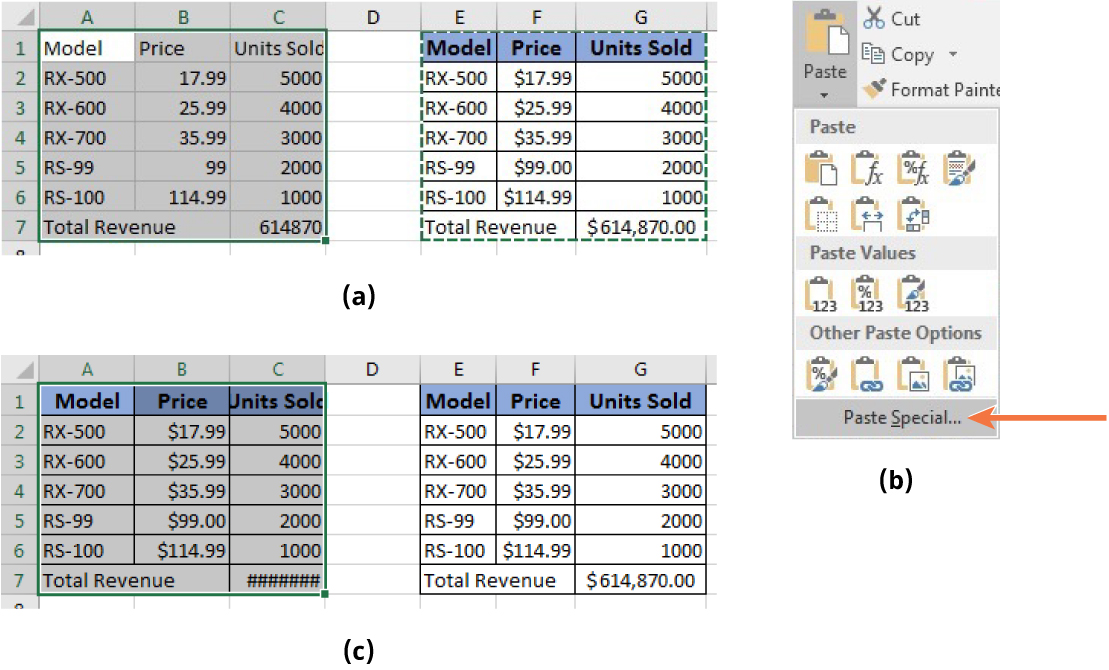 A B C D E F G
1 Model Price Units Sold Model Price Units Sold
2 RX-500 17.99 5000 RX-500 $17.99 5000
3 RX-600 25.99 4000 RX-600 $25.99 4000
4 RX-700 35.99 3000 RX-700 $35.99 3000
5 RS-99 99 2000 RS-99 $99.00 2000
6 RS-100 114.99 1000 RS-100 $114.99 1000
7 Total Revenue 614870 Total Revenue $614,870.00
8
(a)
Cut
Copy
Paste
Format Painte
Paste
fx %fx
Paste Values
123 % 123 123
Other Paste Options
%
Paste Special...
(b)
A B C D E F G
1 Model Price Units Sold Model Price Units Sold
2 RX-500 $17.99 5000 RX-500 $17.99 5000
3 RX-600 $25.99 4000 RX-600 $25.99 4000
4 RX-700 $35.99 3000 RX-700 $35.99 3000
5 RS-99 $99.00 2000 RS-99 $99.00 2000
6 RS-100 $114.99 1000 RS-100 $114.99 1000
7 Total Revenue ####### Total Revenue $614,870.00
8
(c)